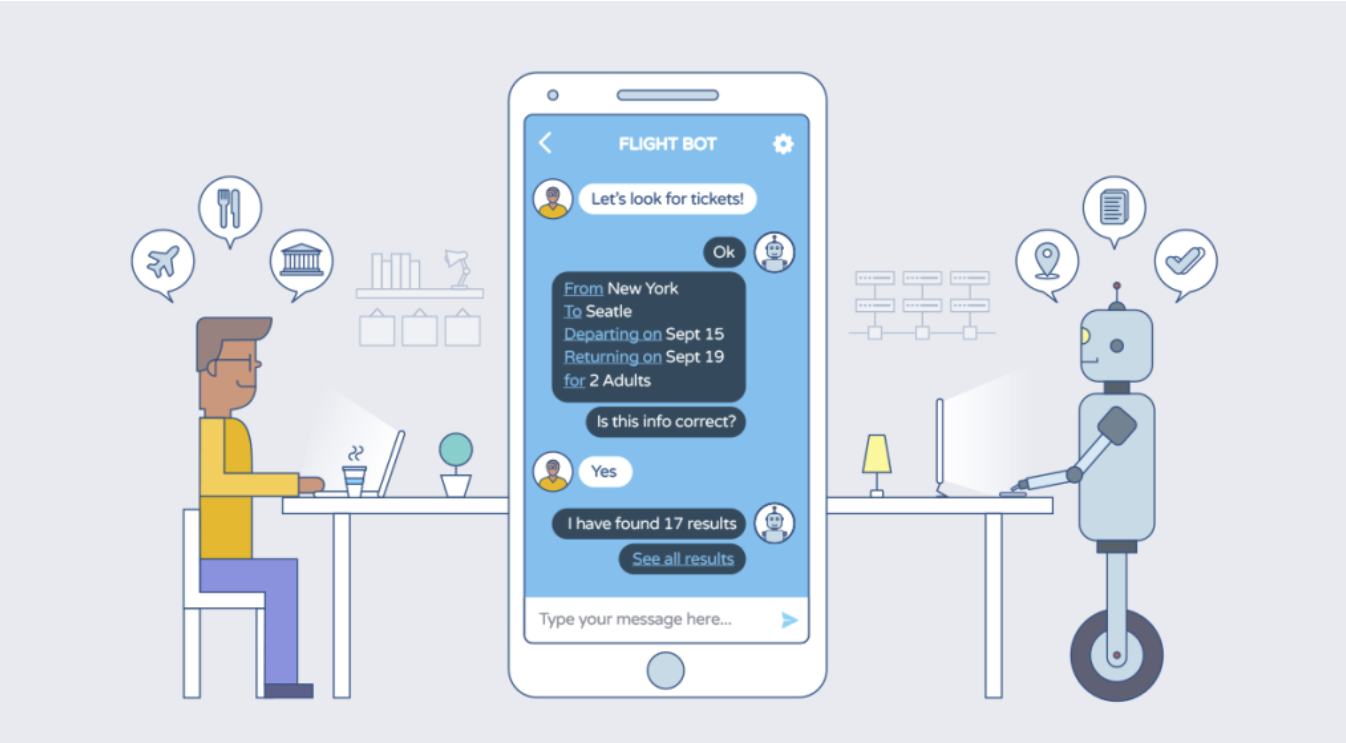 FLIGHT BOT
Let's look for tickets!
Ok
From New York
To Seatle
Departing on Sept 15
Returning on Sept 19
for 2 Adults
Is this info correct?
Yes
I have found 17 results
See all results
Type your message here...